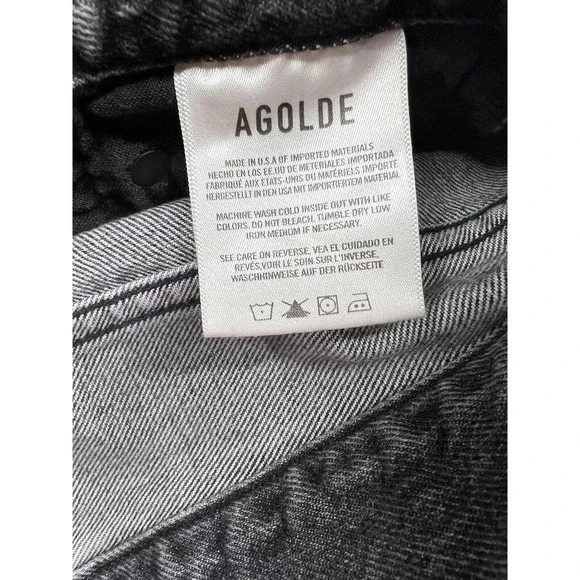 AGOLDE
MADE IN U.S.A OF IMPORTED MATERIALS
HECHO EN LOS EE.UU DE METERIALES IMPORTADA
FABRIQUÉ AUX ETATS-UNIS DU MATÉRIELS IMPORTÉ
HERGESTELLT IN DEN USA MIT IMPORTIERTEM MATERIAL
MACHINE WASH COLD INSIDE OUT WITH LIKE
COLORS. DO NOT BLEACH. TUMBLE DRY LOW
IRON MEDIUM IF NECESSARY.
SEE CARE ON REVERSE, VEA EL CUIDADO EN
REVÉS,VOIR LE SOIN SUR L'INVERSE,
WASCHHINWEISE AUF DER RÜCKSEITE